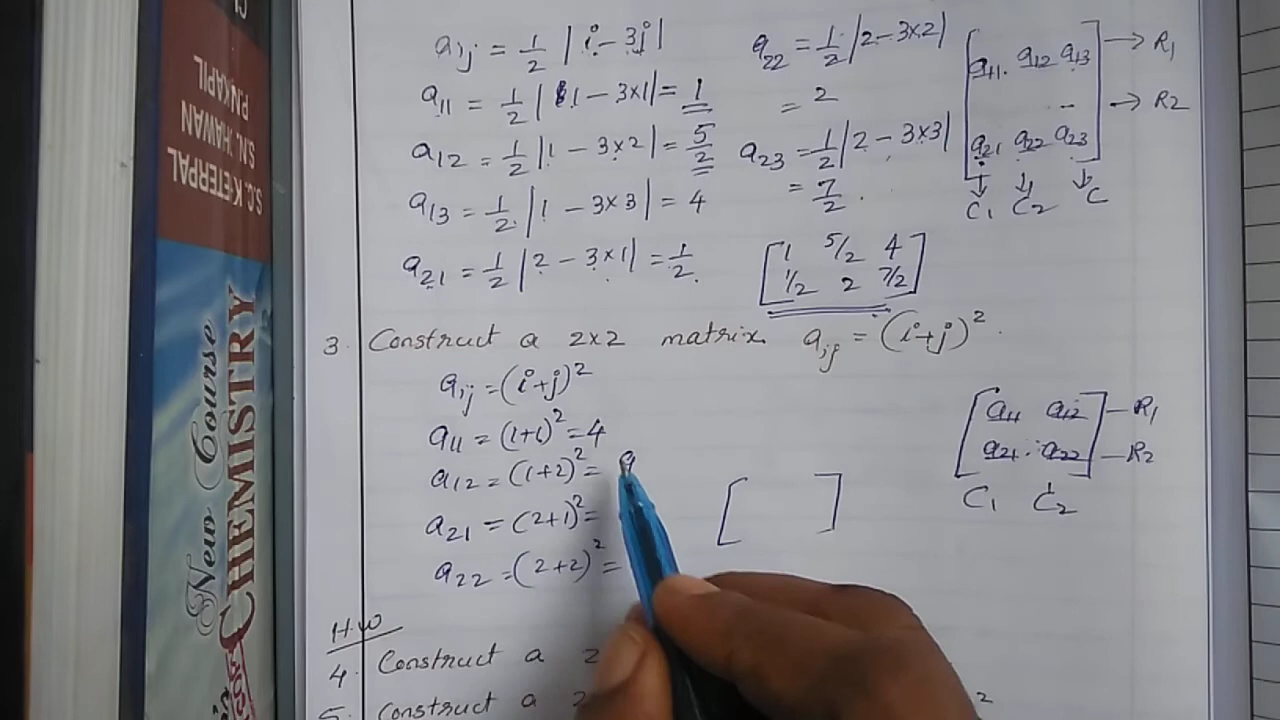 aij = 1/2 |i - 3j|
a11 = 1/2 |1 - 3×1| = 1
a12 = 1/2 |1 - 3×2| = 5/2
a13 = 1/2 |1 - 3×3| = 4
a21 = 1/2 |2 - 3×1| = 1/2
a22 = 1/2 |2 - 3×2|
= 2
a23 = 1/2 |2 - 3×3|
= 7/2
a11 a12 a13 → R1
→ R2
a21 a22 a23
C1 C2 C
1 5/2 4
1/2 2 7/2
3 Construct a 2×2 matrix. aij = (i+j)²
aij = (i+j)²
a11 = (1+1)² = 4
a12 = (1+2)² = 9
a21 = (2+1)² =
a22 = (2+2)² =
[ ]
a11 a12 — R1
a21 a22 — R2
C1 C2
H.W
4. Construct a 2
5. Construct a 2
2
S.C. KHETERPAL
S.N. JHAWAN
P.N KAPIL
New Course
CHEMISTRY